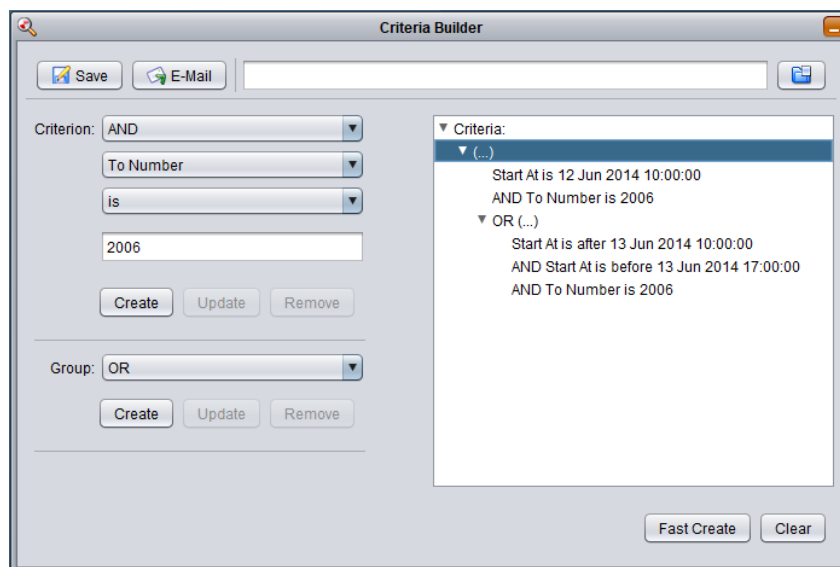 Criteria Builder
Save E-Mail
Criterion: AND
To Number
is
2006
Create Update Remove
Group: OR
Create Update Remove
Criteria:
(...)
Start At is 12 Jun 2014 10:00:00
AND To Number is 2006
OR (...)
Start At is after 13 Jun 2014 10:00:00
AND Start At is before 13 Jun 2014 17:00:00
AND To Number is 2006
Fast Create Clear